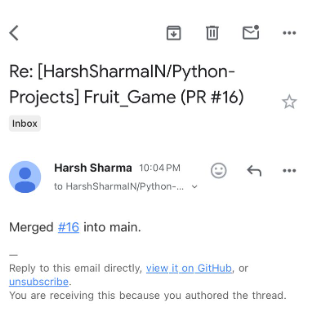 Re: [HarshSharmaIN/Python-
Projects] Fruit_Game (PR #16)
Inbox
Harsh Sharma 10:04 PM
to HarshSharmaIN/Python-...
Merged #16 into main.
—
Reply to this email directly, view it on GitHub, or
unsubscribe.
You are receiving this because you authored the thread.